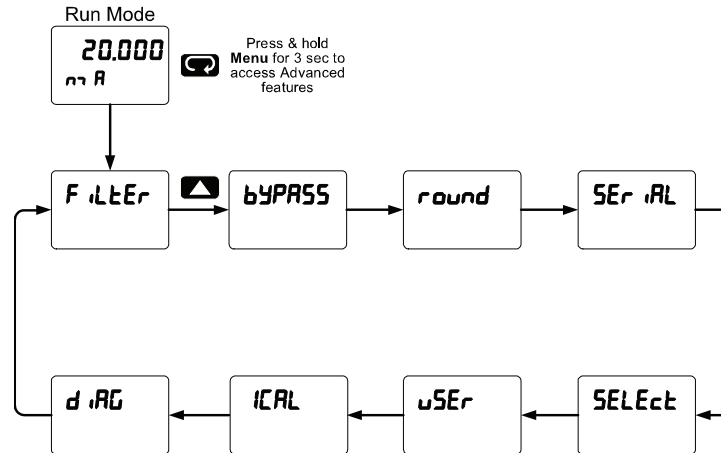 Run Mode
20.000
mA
Press & hold
Menu for 3 sec to
access Advanced
features
FiLtEr
bYPASS
round
SEriAL
diAG
ICAL
uSEr
SELEct